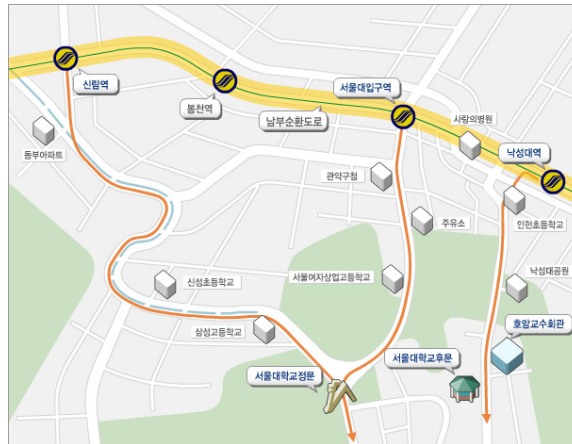 신림역
봉천역
서울대입구역
남부순환도로
사랑의병원
낙성대역
동부아파트
관악구청
주유소
인헌초등학교
신성초등학교
서울여자상업고등학교
낙성대공원
삼성고등학교
호암교수회관
서울대학교정문
서울대학교후문